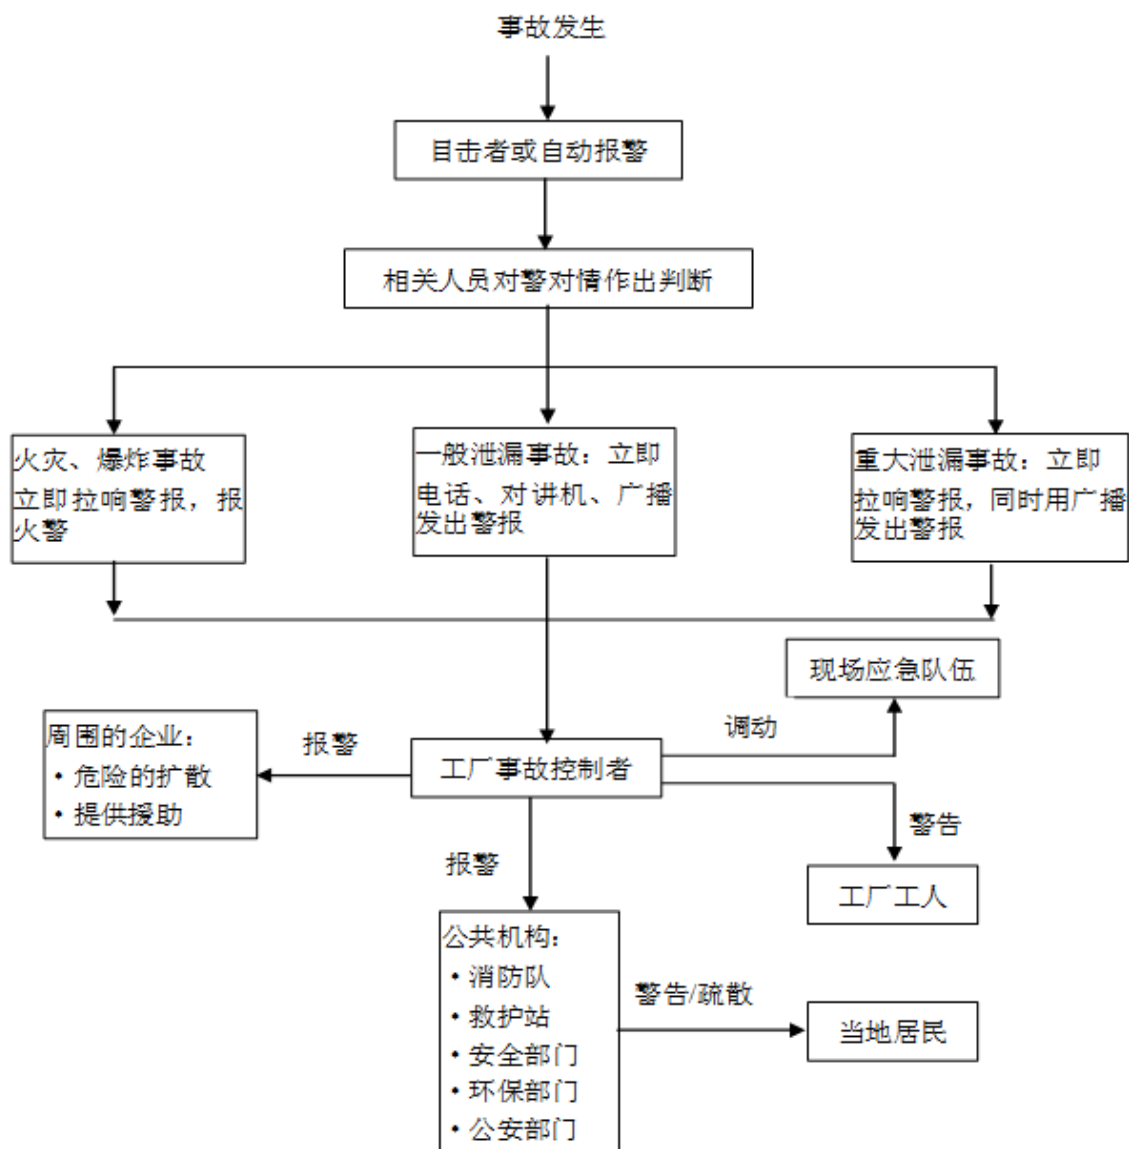 事故发生
目击者或自动报警
相关人员对警对情作出判断
火灾、爆炸事故
立即拉响警报，报
火警
一般泄漏事故：立即
电话、对讲机、广播
发出警报
重大泄漏事故：立即
拉响警报，同时用广播
发出警报
现场应急队伍
调动
周围的企业：
•危险的扩散
•提供援助
报警
工厂事故控制者
警告
工厂工人
报警
公共机构：
•消防队
•救护站
•安全部门
•环保部门
•公安部门
警告/疏散
当地居民